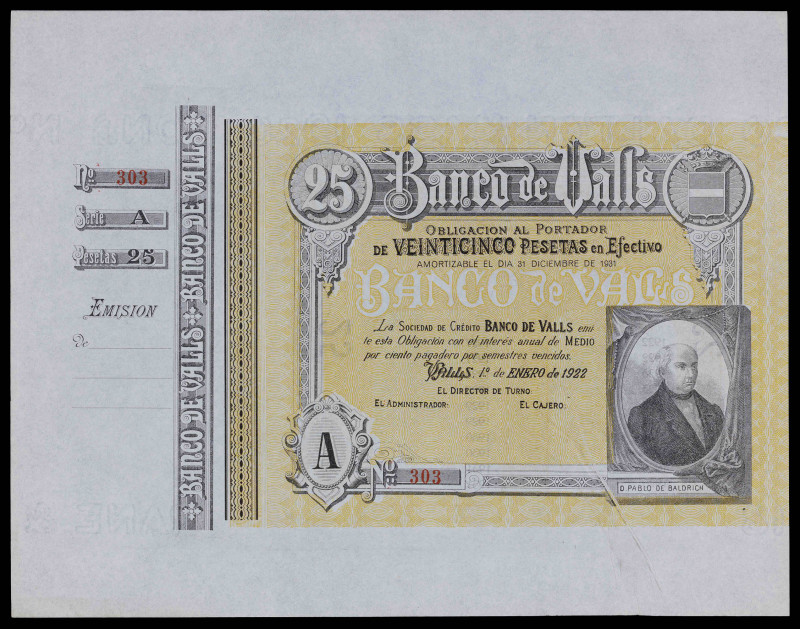 Nº 303
Serie A
Pesetas 25
EMISION
de
BANCO DE VALLS BANCO DE VALLS
25 Banco de Valls
OBLIGACION AL PORTADOR
DE VEINTICINCO PESETAS en Efectivo
AMORTIZABLE EL DIA 31 DICIEMBRE DE 1931
BANCO de VALLS
La SOCIEDAD DE CRÉDITO BANCO DE VALLS emi
te esta Obligación con el interés anual de MEDIO
por ciento pagadero por semestres vencidos.
VALLS, 1º de ENERO de 1922
EL DIRECTOR DE TURNO:
EL ADMINISTRADOR: EL CAJERO:
A
Nº 303
D. PABLO DE BALDRICH